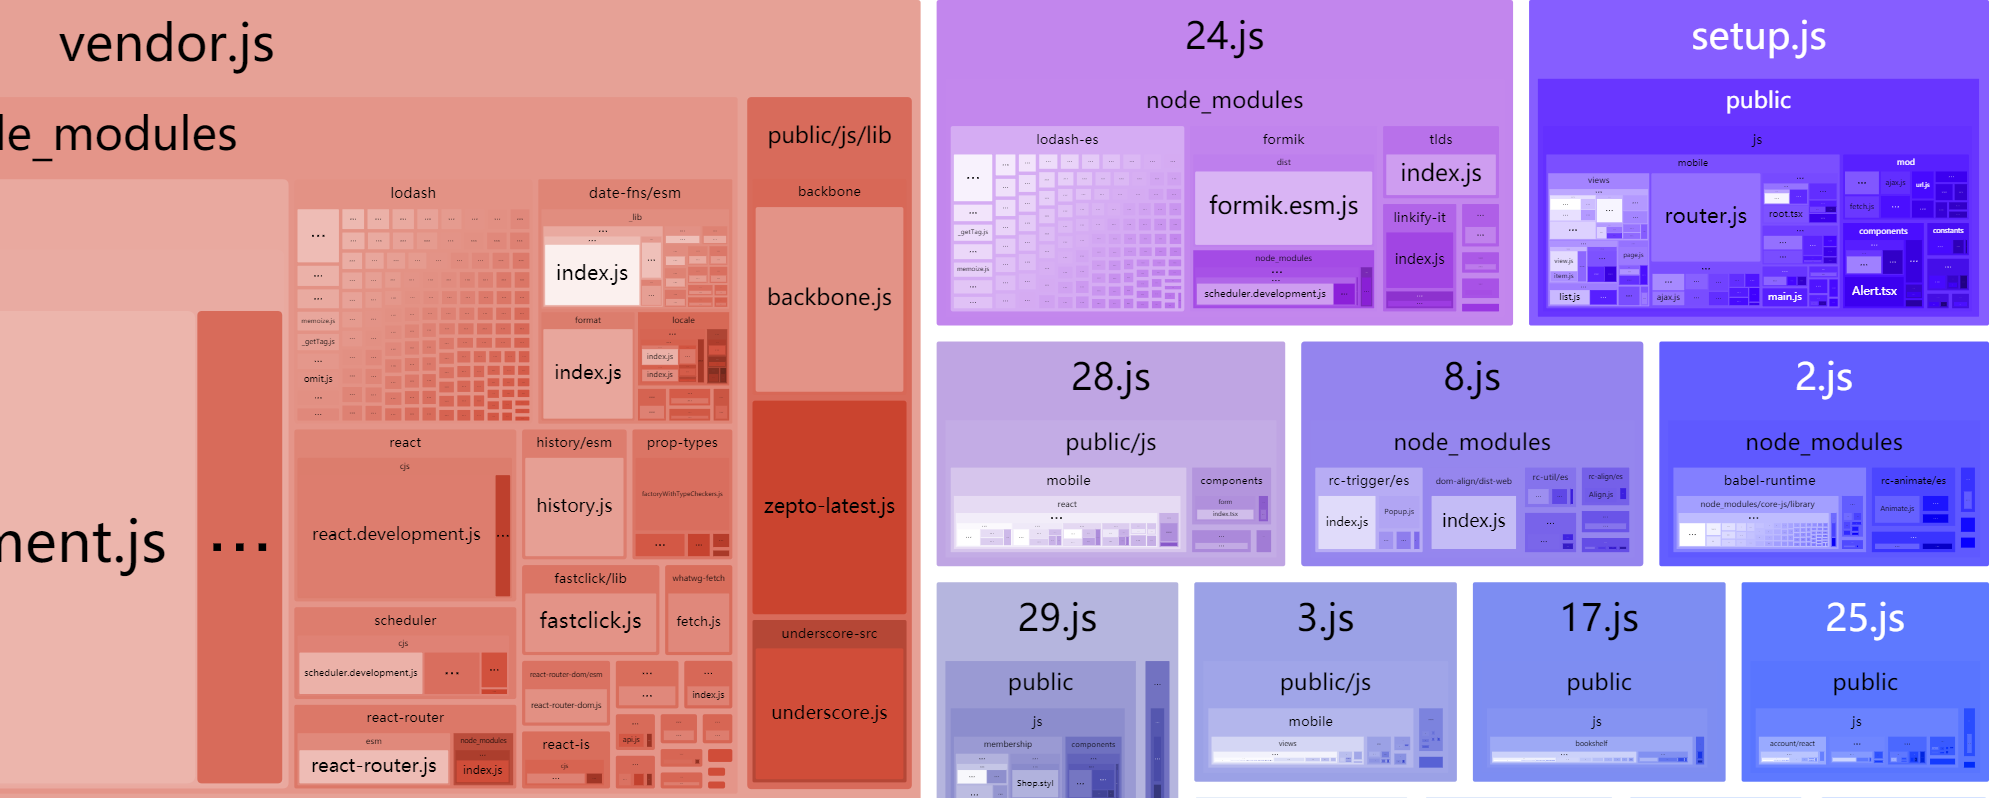 vendor.js
de_modules
ment.js
...
lodash
...
memoize.js
_getTag.js
...
omit.js
date-fns/esm
_lib
...
...
index.js
...
format
index.js
locale
...
index.js
index.js
react
cjs
react.development.js
...
history/esm
history.js
prop-types
factoryWithTypeCheckers.js
...
fastclick/lib
fastclick.js
whatwg-fetch
fetch.js
scheduler
cjs
scheduler.development.js
...
...
react-router-dom/esm
react-router-dom.js
...
...
...
index.js
react-router
esm
react-router.js
node_modules
...
index.js
react-is
cjs
...
api.js
public/js/lib
backbone
backbone.js
zepto-latest.js
underscore-src
underscore.js
24.js
node_modules
lodash-es
...
_getTag.js
...
memoize.js
formik
dist
formik.esm.js
node_modules
...
scheduler.development.js
tlds
index.js
linkify-it
index.js
setup.js
public
js
mobile
views
...
...
...
view.js
item.js
list.js
page.js
router.js
...
ajax.js
root.tsx
main.js
mod
...
ajax.js
url.js
fetch.js
...
components
...
Alert.tsx
constants
28.js
public/js
mobile
react
...
components
form
index.tsx
...
8.js
node_modules
rc-trigger/es
index.js
Popup.js
dom-align/dist-web
index.js
rc-util/es
...
rc-align/es
Align.js
2.js
node_modules
babel-runtime
node_modules/core-js/library
...
...
rc-animate/es
Animate.js
29.js
public
js
membership
...
Shop.styl
components
...
3.js
public/js
mobile
views
...
17.js
public
js
bookshelf
...
25.js
public
js
account/react
...